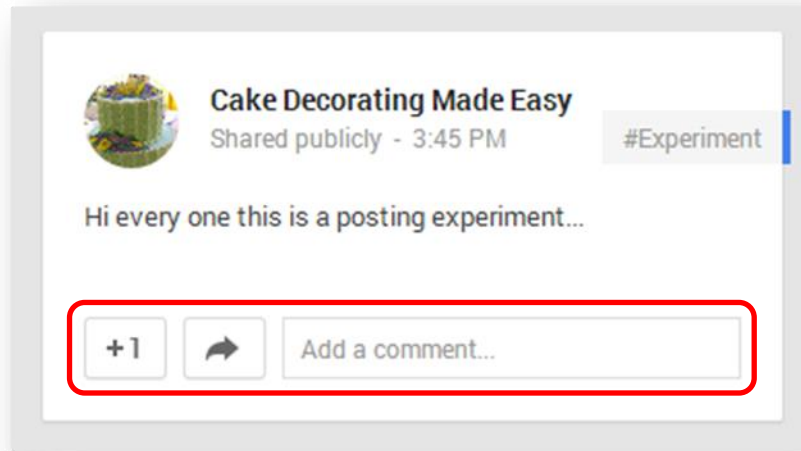 Cake Decorating Made Easy
Shared publicly - 3:45 PM
#Experiment
Hi every one this is a posting experiment...
+1
Add a comment...